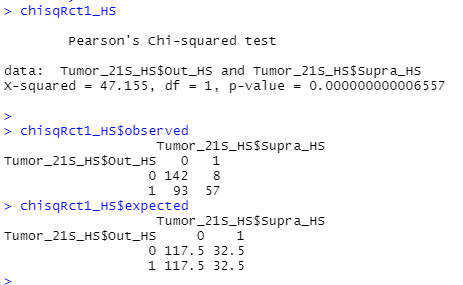 > chisqRct1_HS
Pearson's Chi-squared test
data:  Tumor_21S_HS$Out_HS and Tumor_21S_HS$Supra_HS
X-squared = 47.155, df = 1, p-value = 0.000000000006557
>
> chisqRct1_HS$observed
Tumor_21S_HS$Supra_HS
Tumor_21S_HS$Out_HS   0   1
0 142   8
1  93  57
> chisqRct1_HS$expected
Tumor_21S_HS$Supra_HS
Tumor_21S_HS$Out_HS     0    1
0 117.5 32.5
1 117.5 32.5
>